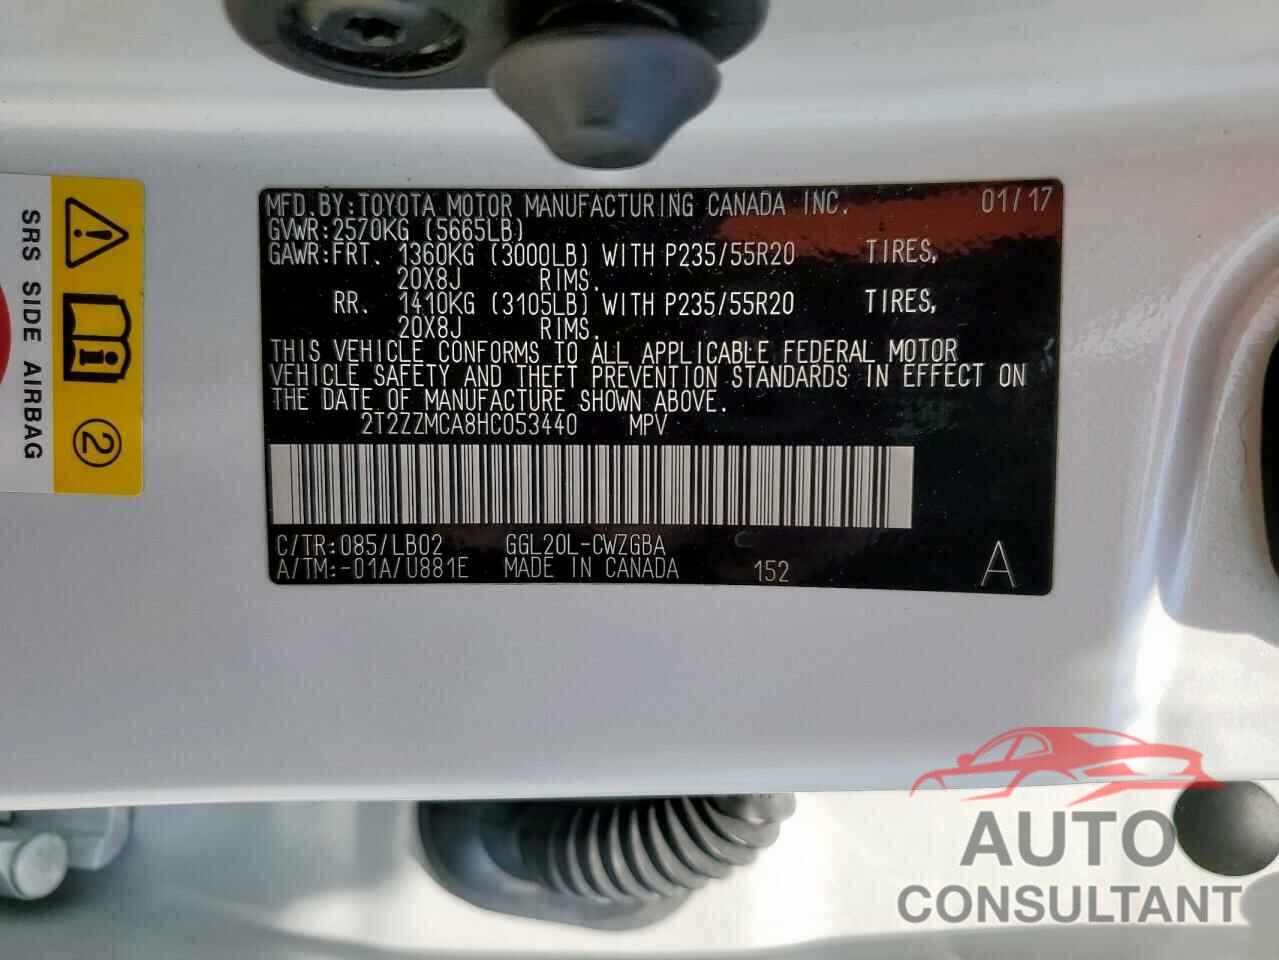 MFD.BY:TOYOTA MOTOR MANUFACTURING CANADA INC. 01/17
GVWR:2570KG (5665LB)
GAWR:FRT. 1360KG (3000LB) WITH P235/55R20 TIRES,
20X8J RIMS.
RR. 1410KG (3105LB) WITH P235/55R20 TIRES,
20X8J RIMS.
THIS VEHICLE CONFORMS TO ALL APPLICABLE FEDERAL MOTOR
VEHICLE SAFETY AND THEFT PREVENTION STANDARDS IN EFFECT ON
THE DATE OF MANUFACTURE SHOWN ABOVE.
2T2ZZMCA8HC053440 MPV
C/TR:085/LB02 GGL20L-CWZGBA
A/TM:-01A/U881E MADE IN CANADA 152 A
SRS SIDE AIRBAG
2
AUTO
CONSULTANT